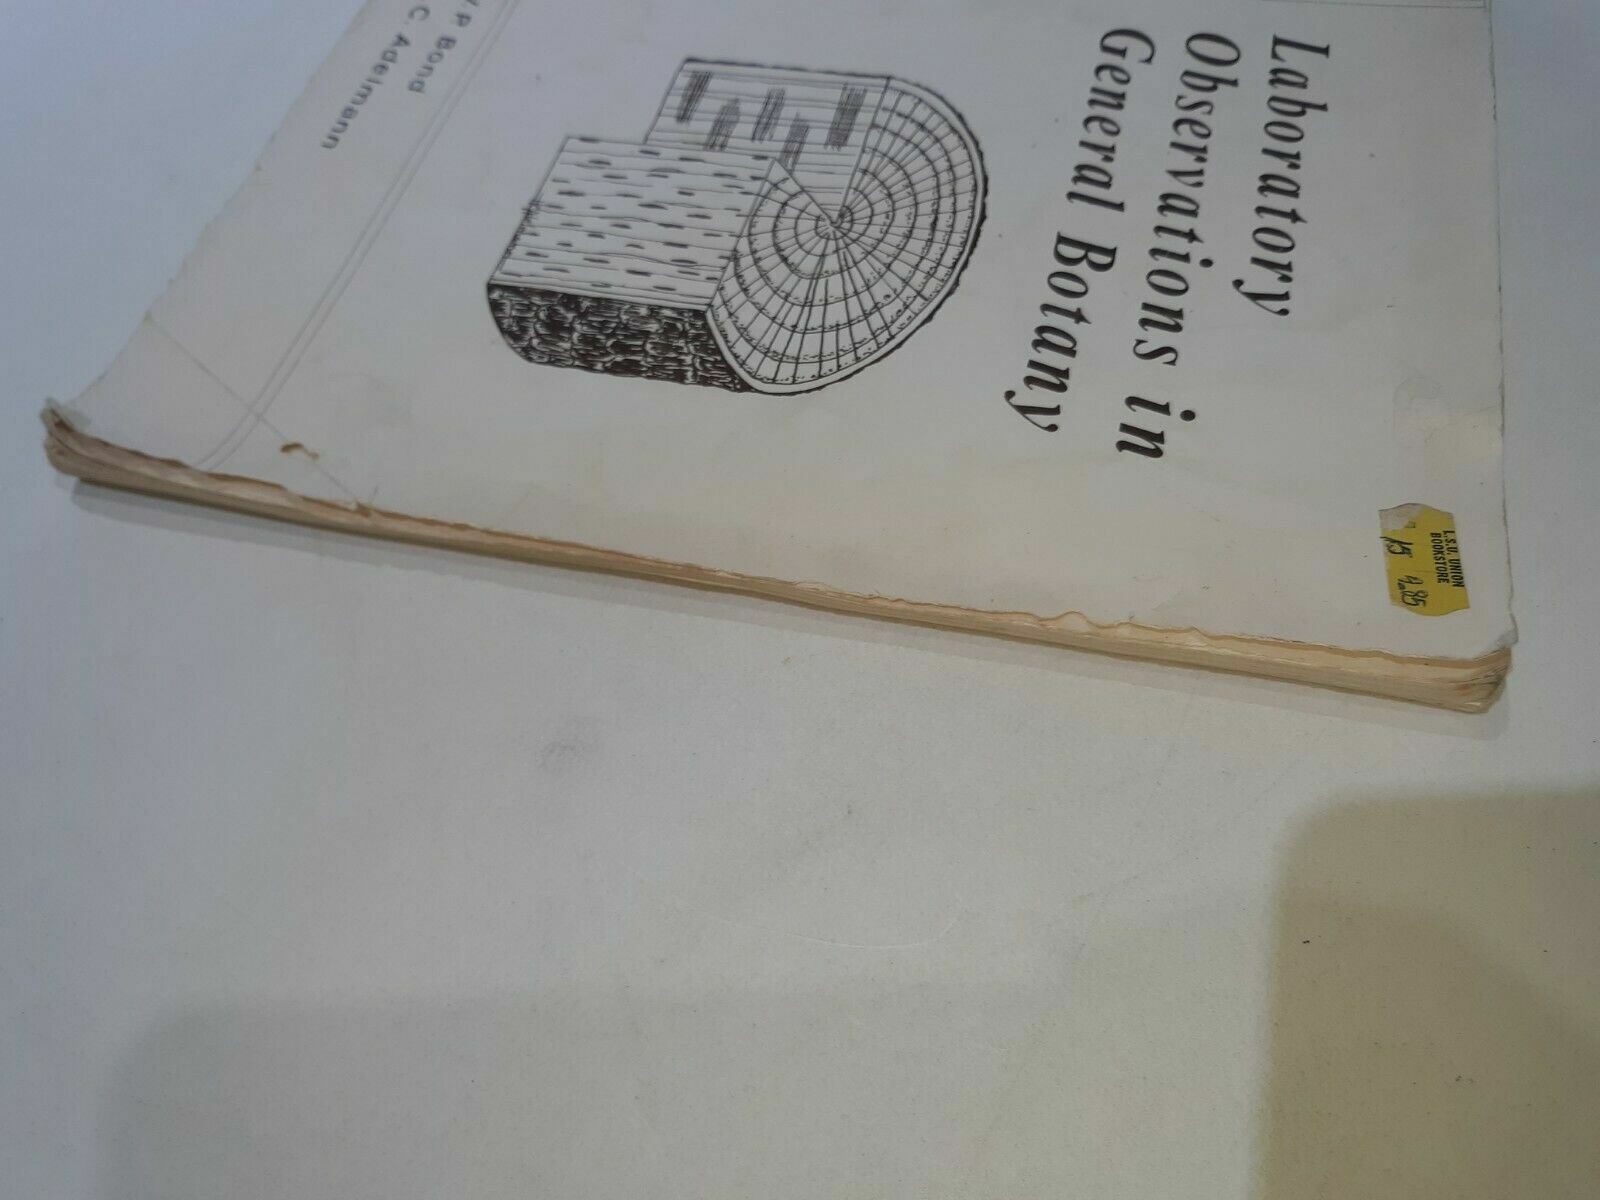 Laboratory
Observations in
General Botany
P. Bond
C. Adelmann
L.S.U. UNION
BOOKSTORE